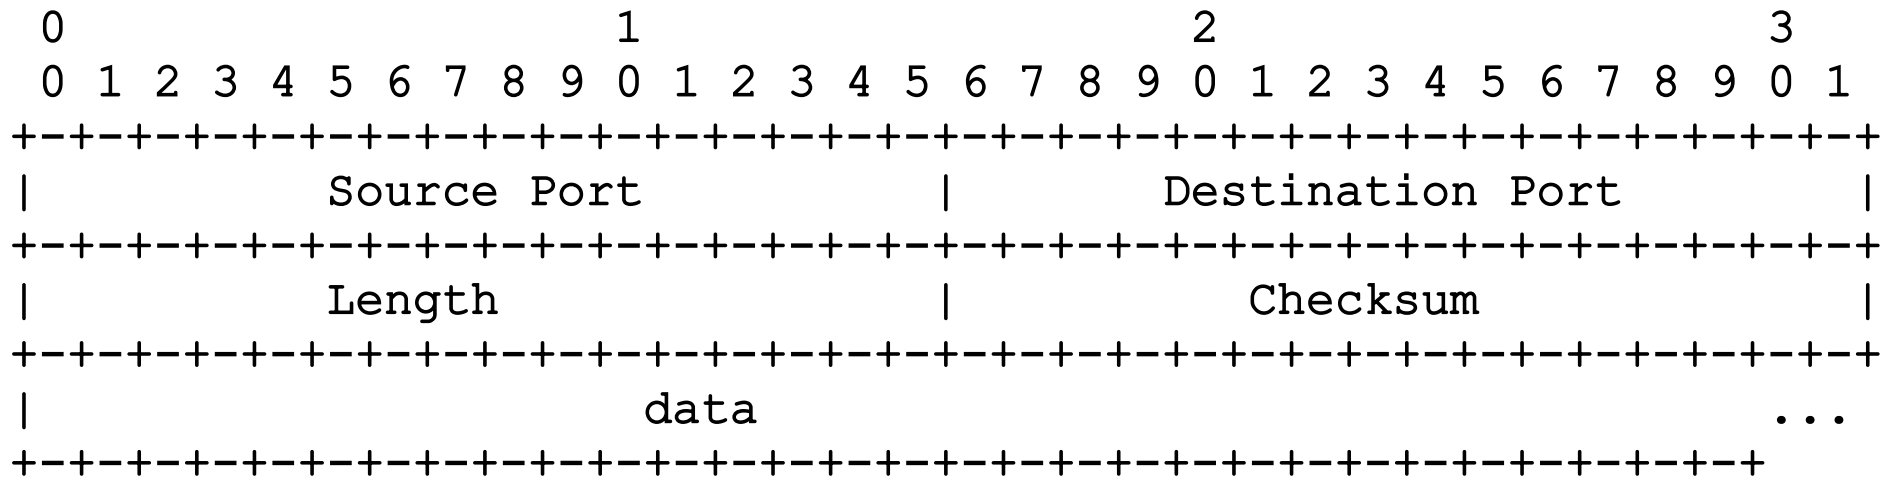 0                   1                   2                   3
 0 1 2 3 4 5 6 7 8 9 0 1 2 3 4 5 6 7 8 9 0 1 2 3 4 5 6 7 8 9 0 1
+-+-+-+-+-+-+-+-+-+-+-+-+-+-+-+-+-+-+-+-+-+-+-+-+-+-+-+-+-+-+-+-+
|          Source Port          |       Destination Port        |
+-+-+-+-+-+-+-+-+-+-+-+-+-+-+-+-+-+-+-+-+-+-+-+-+-+-+-+-+-+-+-+-+
|          Length               |          Checksum             |
+-+-+-+-+-+-+-+-+-+-+-+-+-+-+-+-+-+-+-+-+-+-+-+-+-+-+-+-+-+-+-+-+
|                     data                                   ...
+-+-+-+-+-+-+-+-+-+-+-+-+-+-+-+-+-+-+-+-+-+-+-+-+-+-+-+-+-+-+